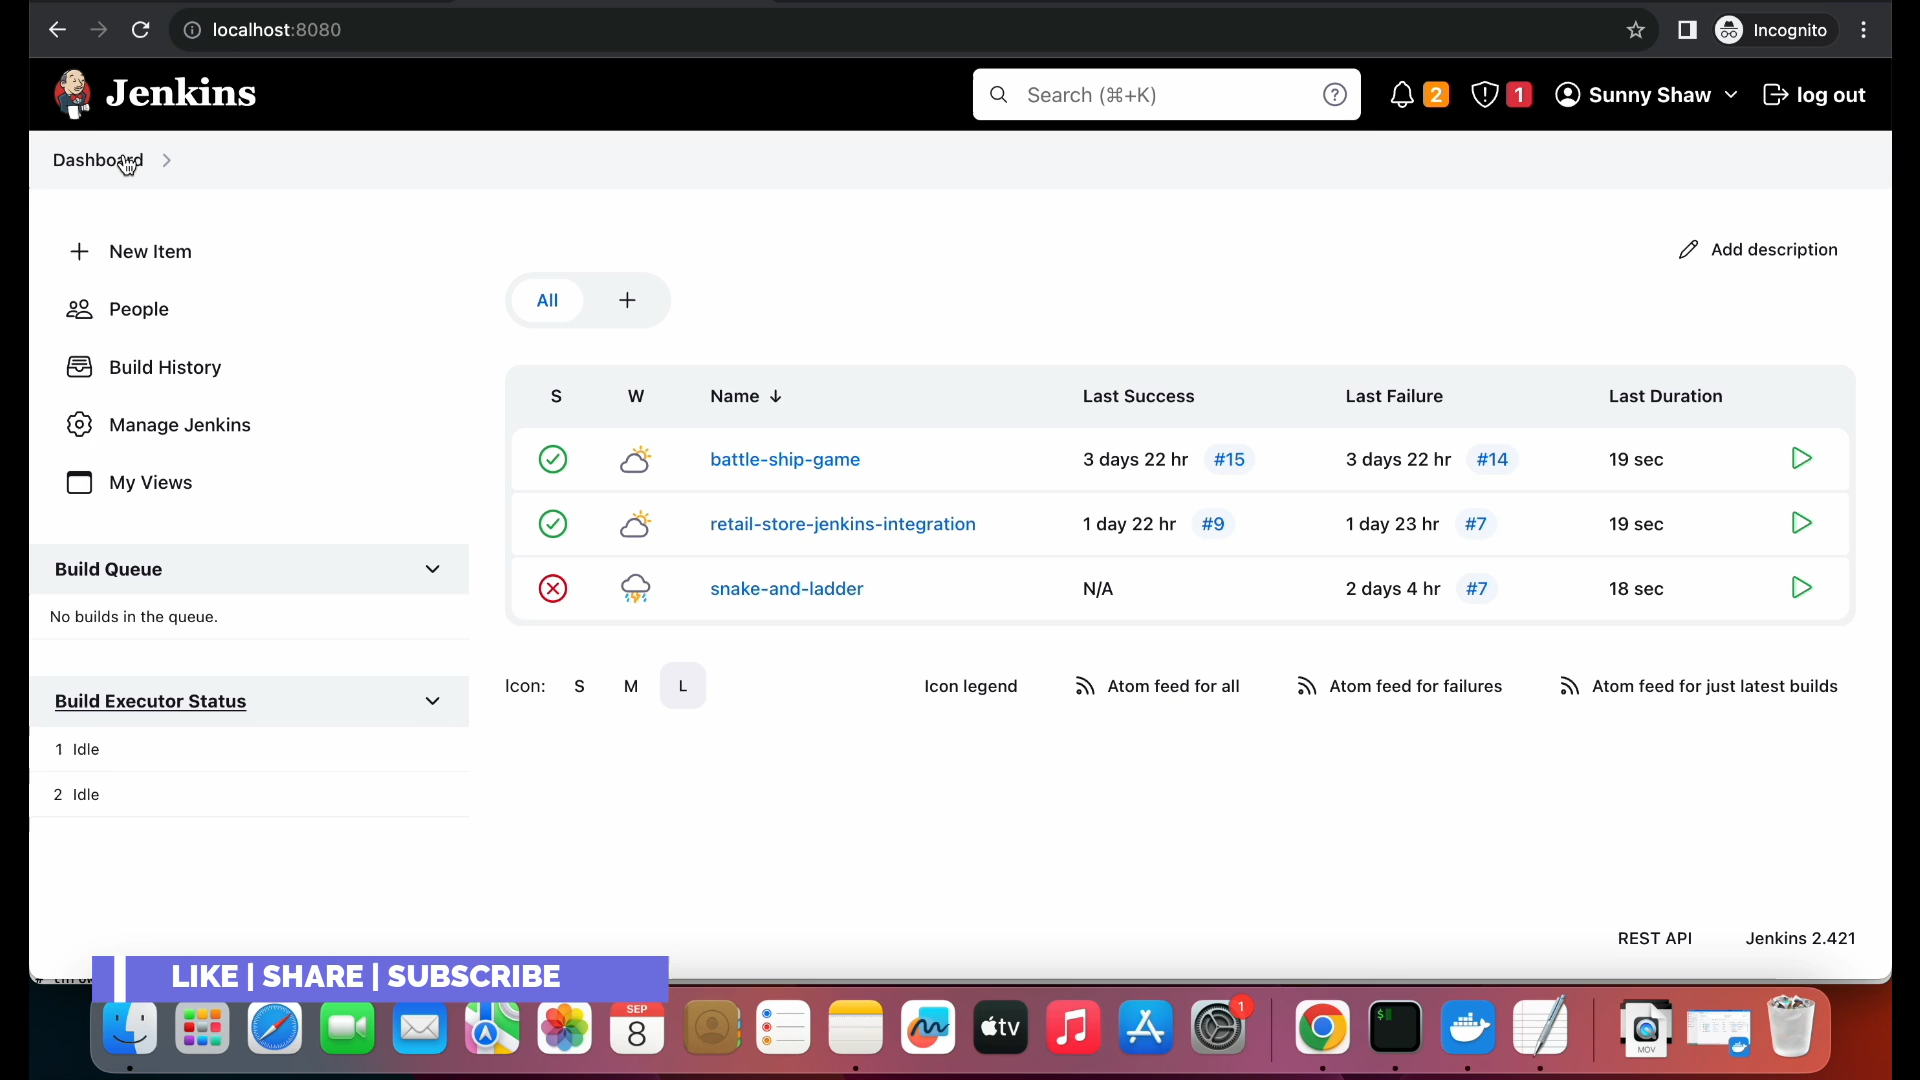 localhost:8080
Incognito
Jenkins
Search (⌘+K)
2
1
Sunny Shaw
log out
Dashboard
New Item
People
Build History
Manage Jenkins
My Views
Add description
All
+
S W Name ↓ Last Success Last Failure Last Duration
battle-ship-game 3 days 22 hr #15 3 days 22 hr #14 19 sec
retail-store-jenkins-integration 1 day 22 hr #9 1 day 23 hr #7 19 sec
snake-and-ladder N/A 2 days 4 hr #7 18 sec
Build Queue
No builds in the queue.
Build Executor Status
1 Idle
2 Idle
Icon: S M L
Icon legend
Atom feed for all
Atom feed for failures
Atom feed for just latest builds
REST API
Jenkins 2.421
LIKE | SHARE | SUBSCRIBE
SEP
8
tv
1
$
MOV